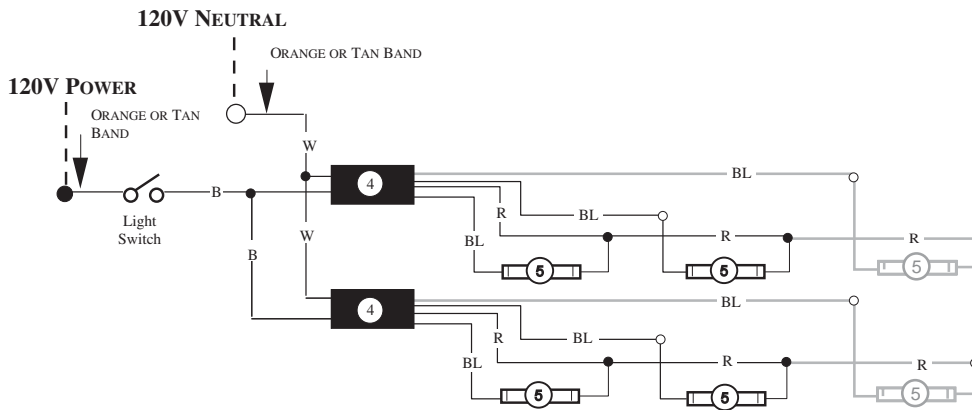 120V NEUTRAL
ORANGE OR TAN BAND
120V POWER
ORANGE OR TAN
BAND
W
B
Light
Switch
4
BL
R
BL
BL
R
R
5
5
5
B
W
4
BL
R
BL
BL
R
R
5
5
5